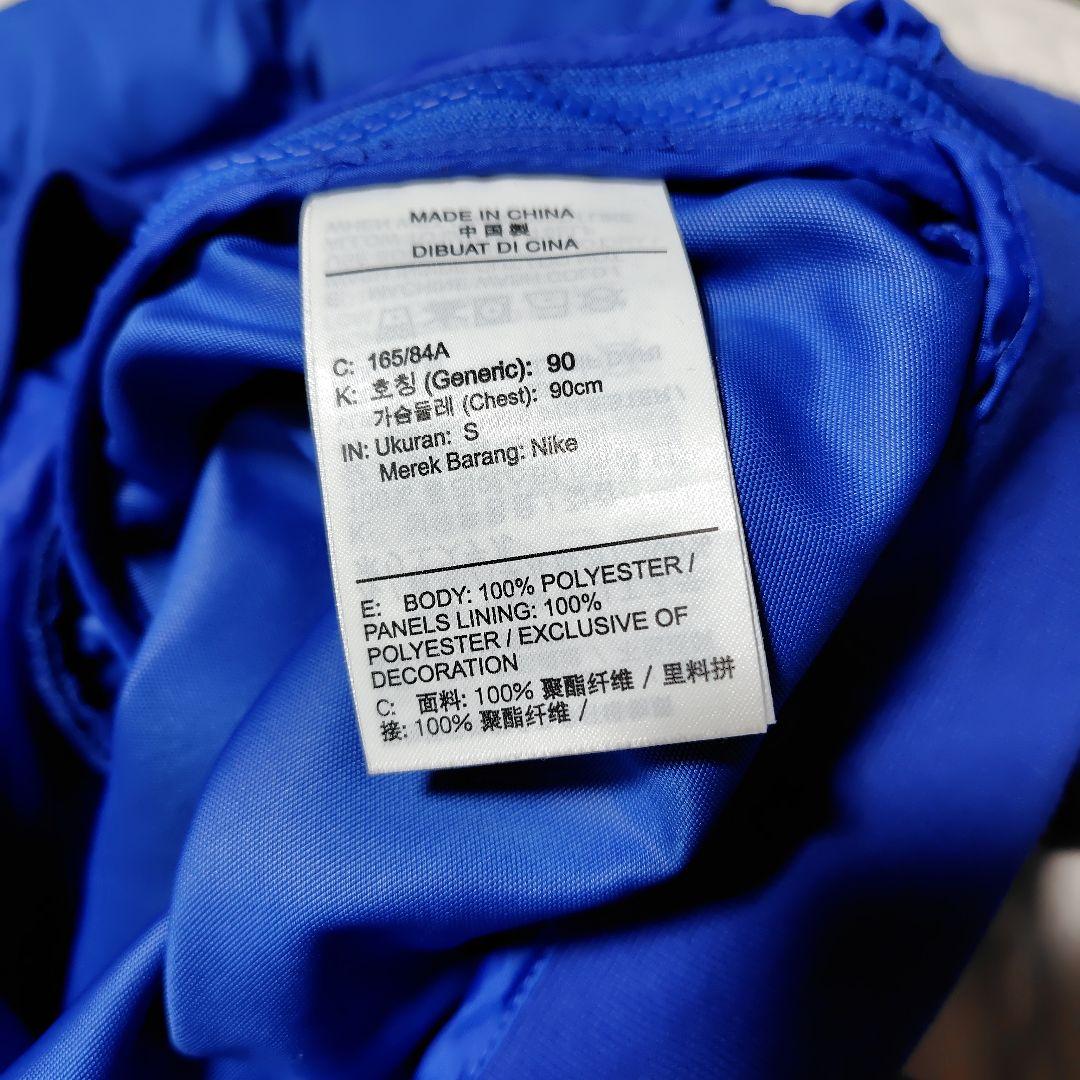 MADE IN CHINA
中国製
DIBUAT DI CINA
C: 165/84A
K: 호칭 (Generic): 90
가슴둘레 (Chest): 90cm
IN: Ukuran: S
Merek Barang: Nike
E: BODY: 100% POLYESTER /
PANELS LINING: 100%
POLYESTER / EXCLUSIVE OF
DECORATION
C: 面料: 100% 聚酯纤维 / 里料拼
接: 100% 聚酯纤维 /